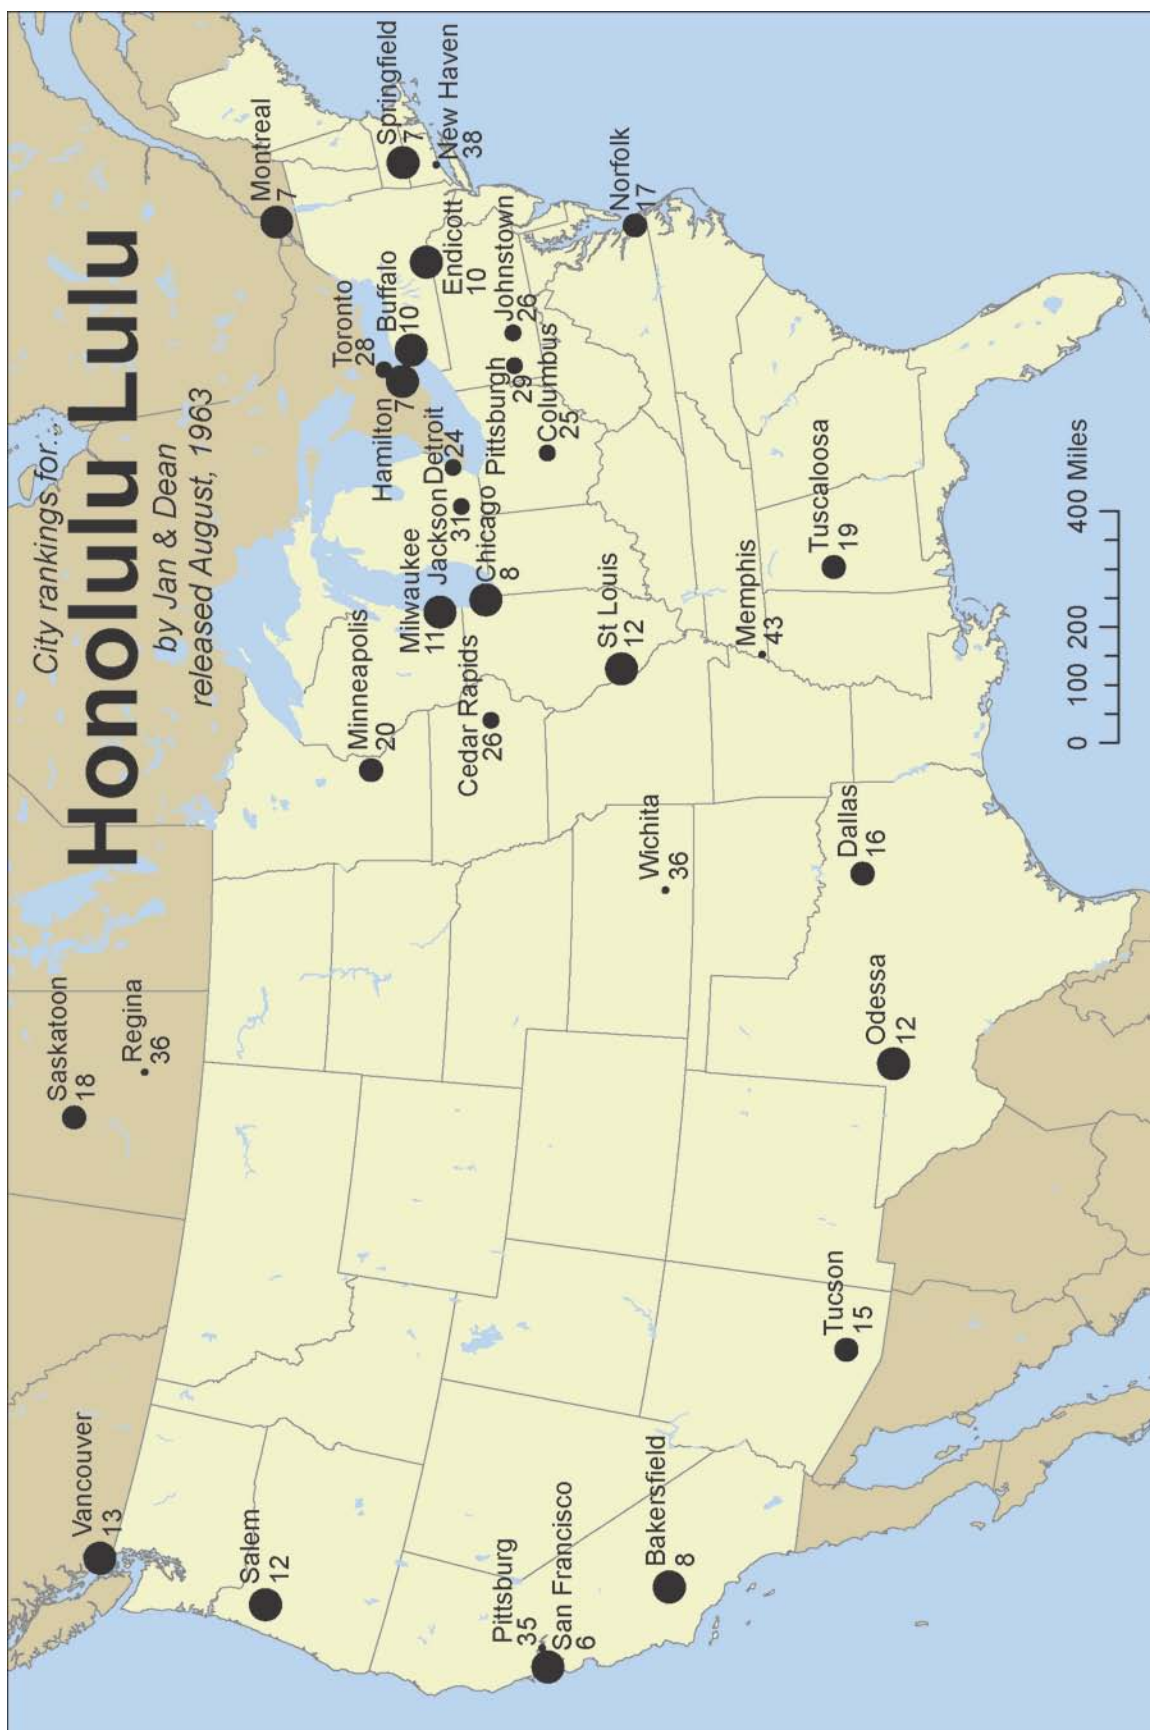 City rankings for...
Honolulu Lulu
by Jan & Dean
released August, 1963
Vancouver
13
Salem
12
Pittsburg
35
San Francisco
6
Bakersfield
8
Tucson
15
Saskatoon
18
Regina
36
Odessa
12
Dallas
16
Wichita
36
Minneapolis
20
Cedar Rapids
26
Milwaukee
11
Chicago
8
St Louis
12
Memphis
43
Tuscaloosa
19
Jackson
31
Detroit
24
Hamilton
7
Toronto
28
Buffalo
10
Pittsburgh
29
Johnstown
26
Columbus
25
Endicott
10
Montreal
7
Springfield
7
New Haven
38
Norfolk
17
0 100 200 400 Miles